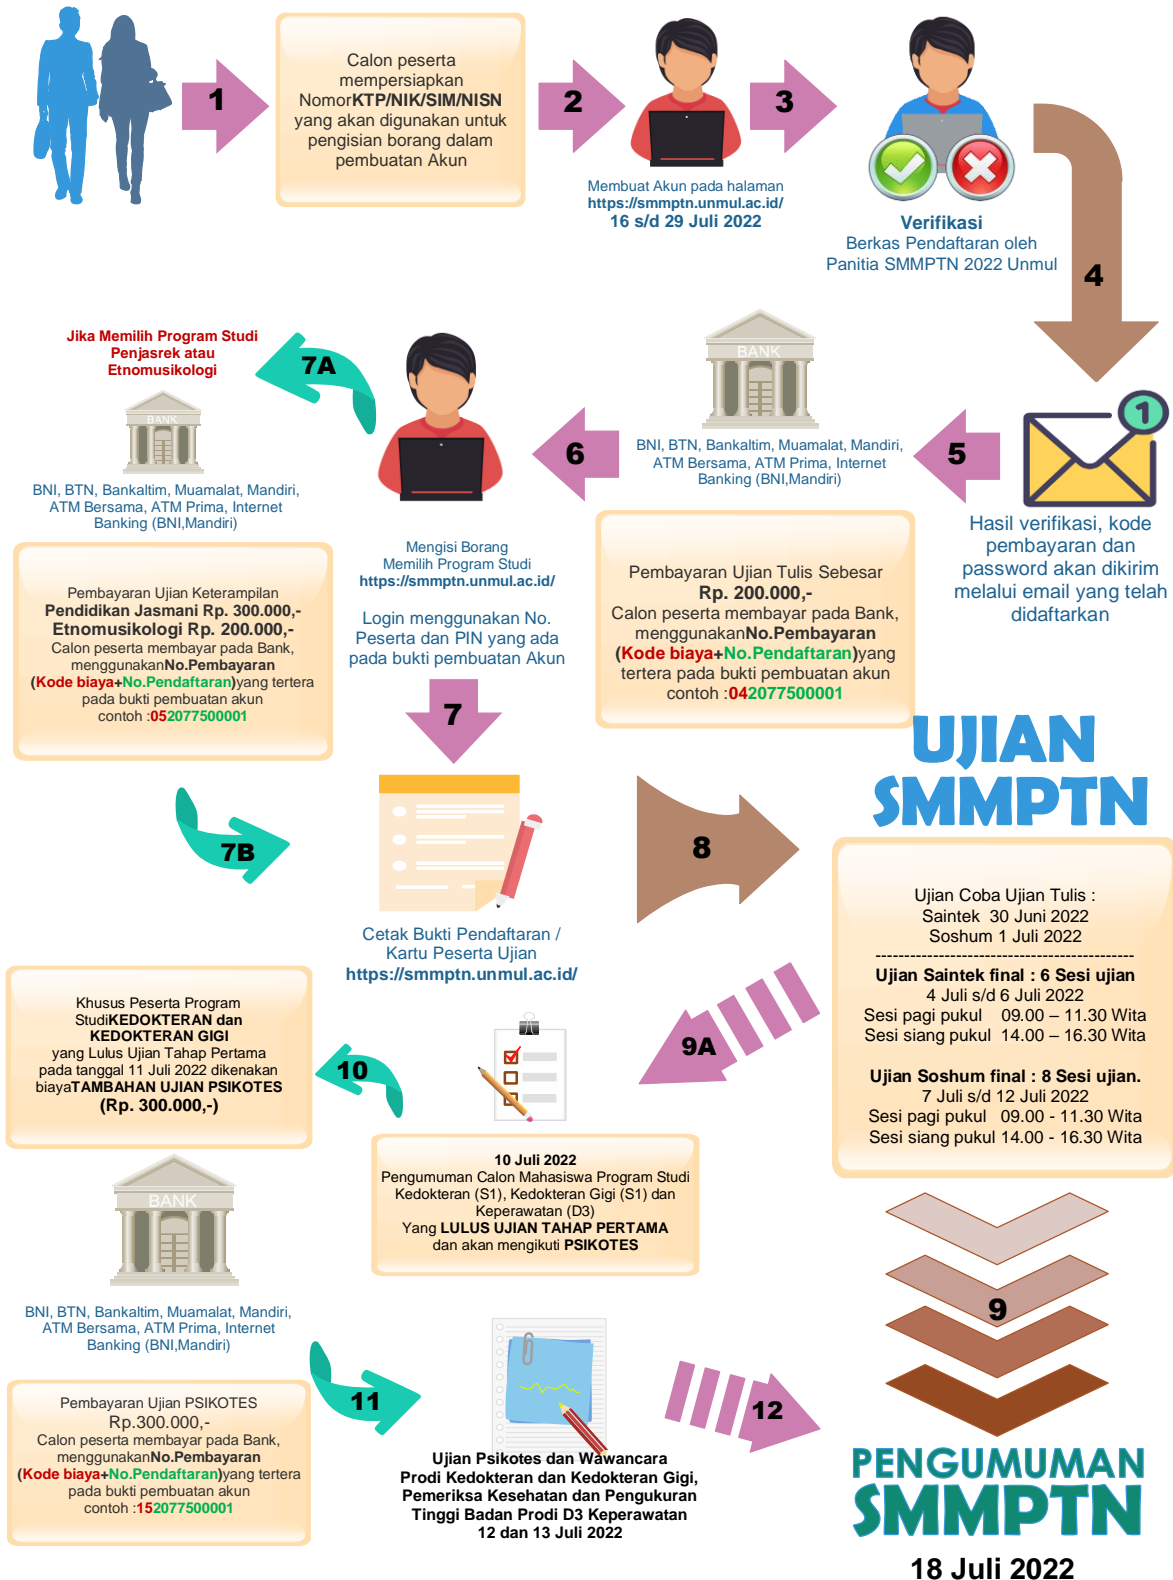 1
Calon peserta
mempersiapkan
NomorKTP/NIK/SIM/NISN
yang akan digunakan untuk
pengisian borang dalam
pembuatan Akun
2
Membuat Akun pada halaman
https://smmptn.unmul.ac.id/
16 s/d 29 Juli 2022
3
Verifikasi
Berkas Pendaftaran oleh
Panitia SMMPTN 2022 Unmul
4
1
Hasil verifikasi, kode
pembayaran dan
password akan dikirim
melalui email yang telah
didaftarkan
5
BANK
BNI, BTN, Bankaltim, Muamalat, Mandiri,
ATM Bersama, ATM Prima, Internet
Banking (BNI,Mandiri)
Pembayaran Ujian Tulis Sebesar
Rp. 200.000,-
Calon peserta membayar pada Bank,
menggunakanNo.Pembayaran
(Kode biaya+No.Pendaftaran)yang
tertera pada bukti pembuatan akun
contoh :042077500001
6
Mengisi Borang
Memilih Program Studi
https://smmptn.unmul.ac.id/
Login menggunakan No.
Peserta dan PIN yang ada
pada bukti pembuatan Akun
7A
Jika Memilih Program Studi
Penjasrek atau
Etnomusikologi
BANK
BNI, BTN, Bankaltim, Muamalat, Mandiri,
ATM Bersama, ATM Prima, Internet
Banking (BNI,Mandiri)
Pembayaran Ujian Keterampilan
Pendidikan Jasmani Rp. 300.000,-
Etnomusikologi Rp. 200.000,-
Calon peserta membayar pada Bank,
menggunakanNo.Pembayaran
(Kode biaya+No.Pendaftaran)yang tertera
pada bukti pembuatan akun
contoh :052077500001
7
7B
Cetak Bukti Pendaftaran /
Kartu Peserta Ujian
https://smmptn.unmul.ac.id/
8
UJIAN
SMMPTN
Ujian Coba Ujian Tulis :
Saintek 30 Juni 2022
Soshum 1 Juli 2022
----------------------------------------------
Ujian Saintek final : 6 Sesi ujian
4 Juli s/d 6 Juli 2022
Sesi pagi pukul 09.00 – 11.30 Wita
Sesi siang pukul 14.00 – 16.30 Wita
Ujian Soshum final : 8 Sesi ujian.
7 Juli s/d 12 Juli 2022
Sesi pagi pukul 09.00 - 11.30 Wita
Sesi siang pukul 14.00 - 16.30 Wita
9A
10 Juli 2022
Pengumuman Calon Mahasiswa Program Studi
Kedokteran (S1), Kedokteran Gigi (S1) dan
Keperawatan (D3)
Yang LULUS UJIAN TAHAP PERTAMA
dan akan mengikuti PSIKOTES
10
Khusus Peserta Program
StudiKEDOKTERAN dan
KEDOKTERAN GIGI
yang Lulus Ujian Tahap Pertama
pada tanggal 11 Juli 2022 dikenakan
biayaTAMBAHAN UJIAN PSIKOTES
(Rp. 300.000,-)
BANK
BNI, BTN, Bankaltim, Muamalat, Mandiri,
ATM Bersama, ATM Prima, Internet
Banking (BNI,Mandiri)
Pembayaran Ujian PSIKOTES
Rp.300.000,-
Calon peserta membayar pada Bank,
menggunakanNo.Pembayaran
(Kode biaya+No.Pendaftaran)yang tertera
pada bukti pembuatan akun
contoh :152077500001
11
Ujian Psikotes dan Wawancara
Prodi Kedokteran dan Kedokteran Gigi,
Pemeriksa Kesehatan dan Pengukuran
Tinggi Badan Prodi D3 Keperawatan
12 dan 13 Juli 2022
12
9
PENGUMUMAN
SMMPTN
18 Juli 2022